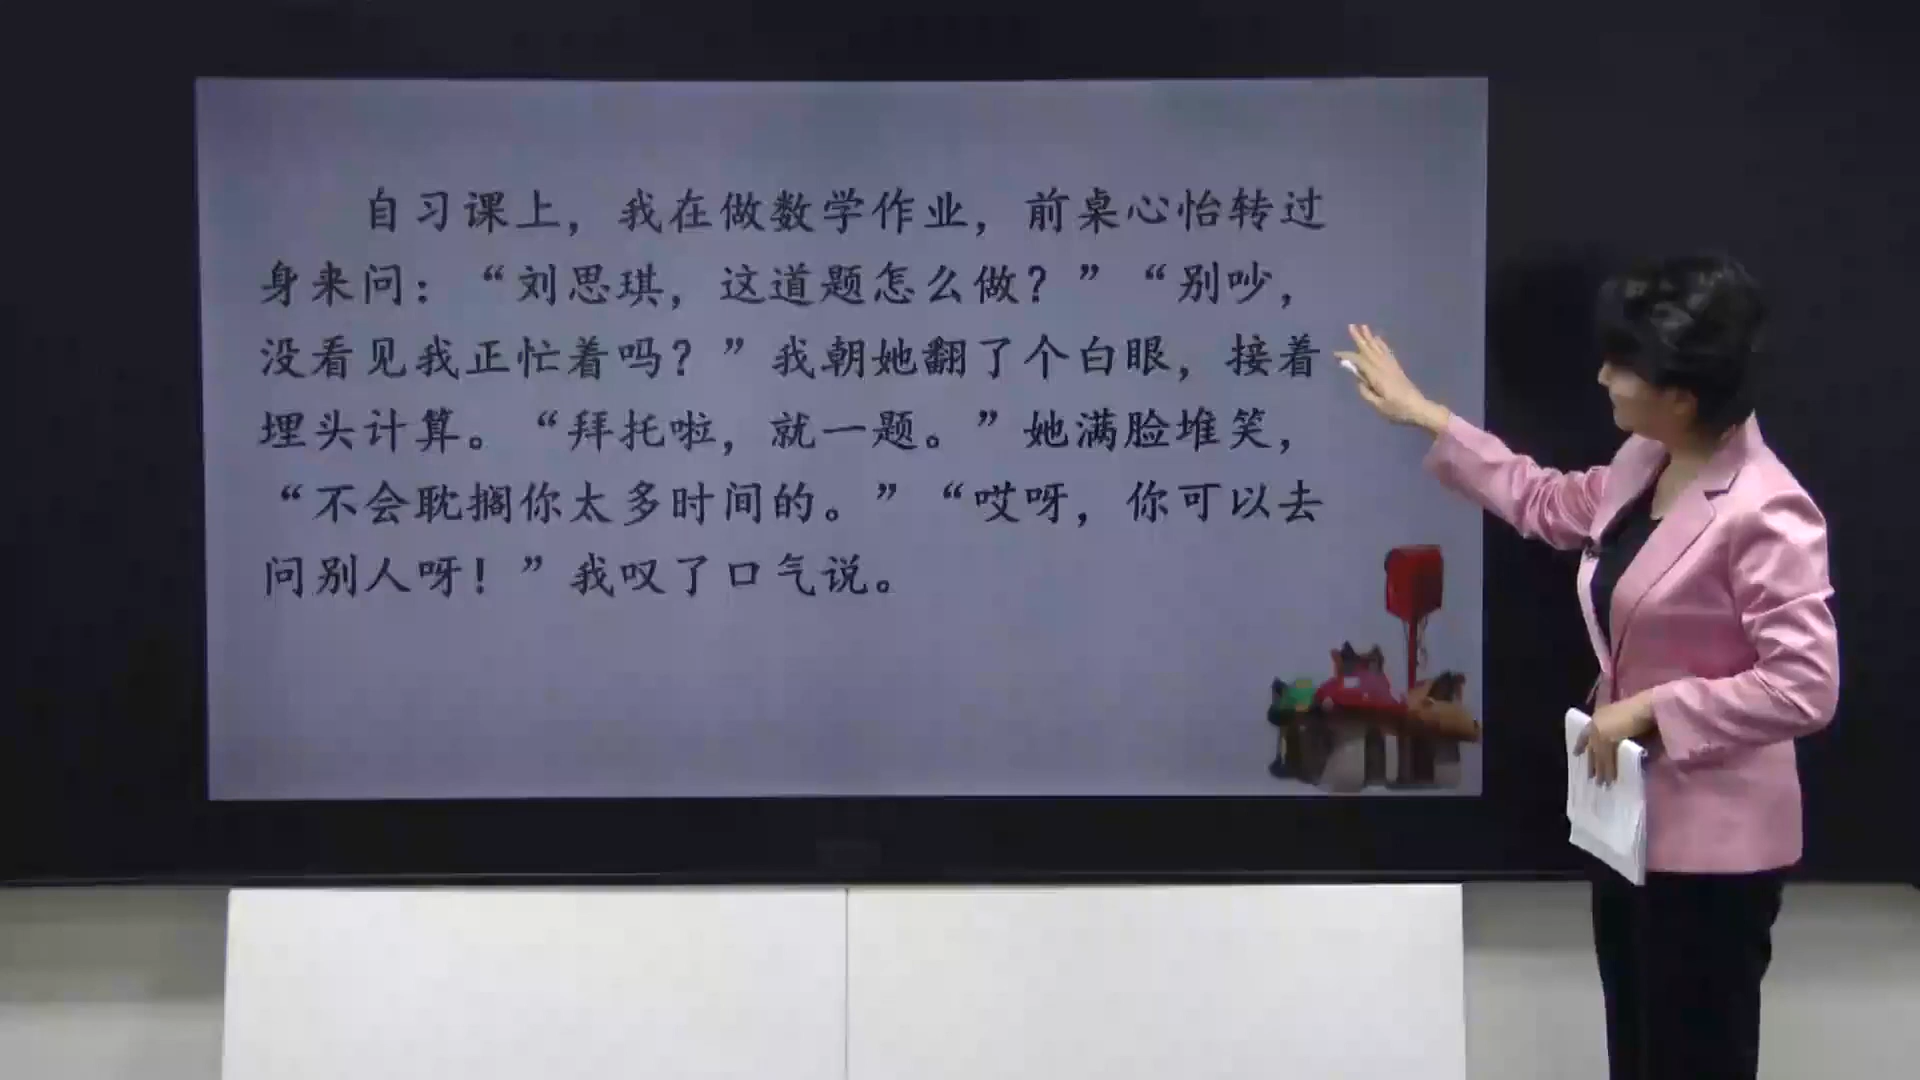 自习课上，我在做数学作业，前桌心怡转过
身来问：“刘思琪，这道题怎么做？”“别吵，
没看见我正忙着吗？”我朝她翻了个白眼，接着
埋头计算。“拜托啦，就一题。”她满脸堆笑，
“不会耽搁你太多时间的。”“哎呀，你可以去
问别人呀！”我叹了口气说。